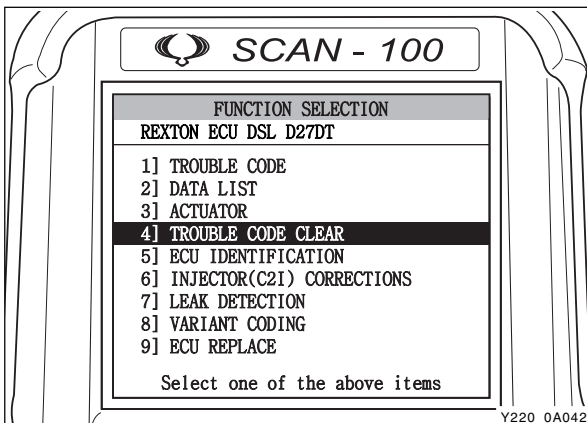 SCAN - 100
FUNCTION SELECTION
REXTON ECU DSL D27DT
1] TROUBLE CODE
2] DATA LIST
3] ACTUATOR
4] TROUBLE CODE CLEAR
5] ECU IDENTIFICATION
6] INJECTOR(C2I) CORRECTIONS
7] LEAK DETECTION
8] VARIANT CODING
9] ECU REPLACE
Select one of the above items
Y220 0A042